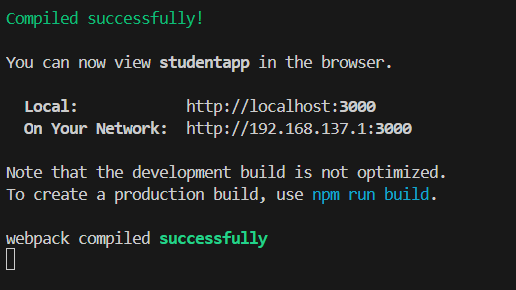 Compiled successfully!
You can now view studentapp in the browser.
Local: http://localhost:3000
On Your Network: http://192.168.137.1:3000
Note that the development build is not optimized.
To create a production build, use npm run build.
webpack compiled successfully